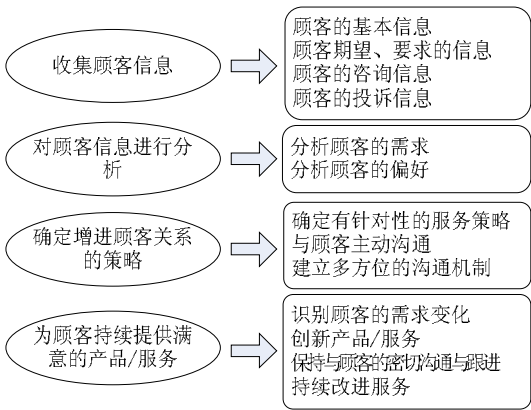 收集顾客信息
顾客的基本信息
顾客期望、要求的信息
顾客的咨询信息
顾客的投诉信息
对顾客信息进行分
析
分析顾客的需求
分析顾客的偏好
确定增进顾客关系
的策略
确定有针对性的服务策略
与顾客主动沟通
建立多方位的沟通机制
为顾客持续提供满
意的产品/服务
识别顾客的需求变化
创新产品/服务
保持与顾客的密切沟通与跟进
持续改进服务